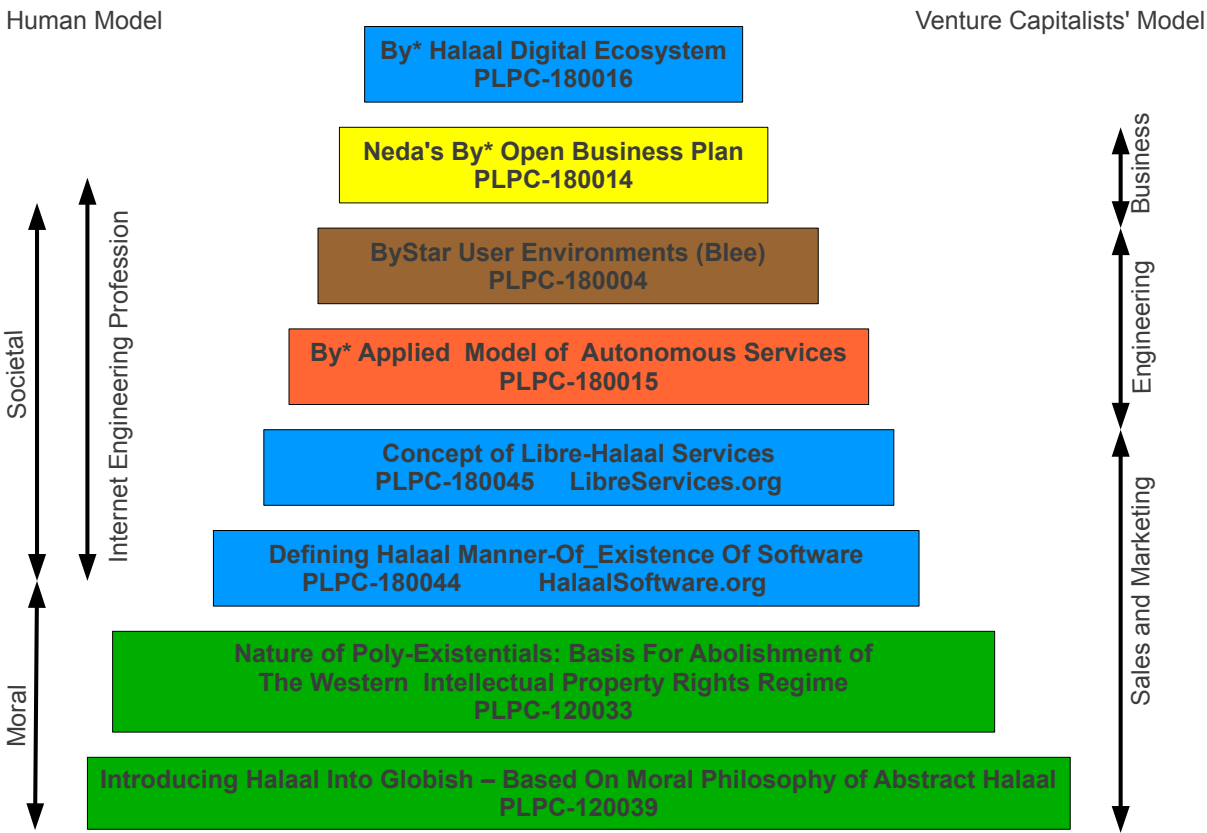 Human Model
Venture Capitalists' Model
By* Halaal Digital Ecosystem
PLPC-180016
Neda's By* Open Business Plan
PLPC-180014
ByStar User Environments (Blee)
PLPC-180004
By* Applied Model of Autonomous Services
PLPC-180015
Concept of Libre-Halaal Services
PLPC-180045 LibreServices.org
Defining Halaal Manner-Of_Existence Of Software
PLPC-180044 HalaalSoftware.org
Nature of Poly-Existentials: Basis For Abolishment of
The Western Intellectual Property Rights Regime
PLPC-120033
Introducing Halaal Into Globish – Based On Moral Philosophy of Abstract Halaal
PLPC-120039
Societal
Moral
Internet Engineering Profession
Business
Engineering
Sales and Marketing